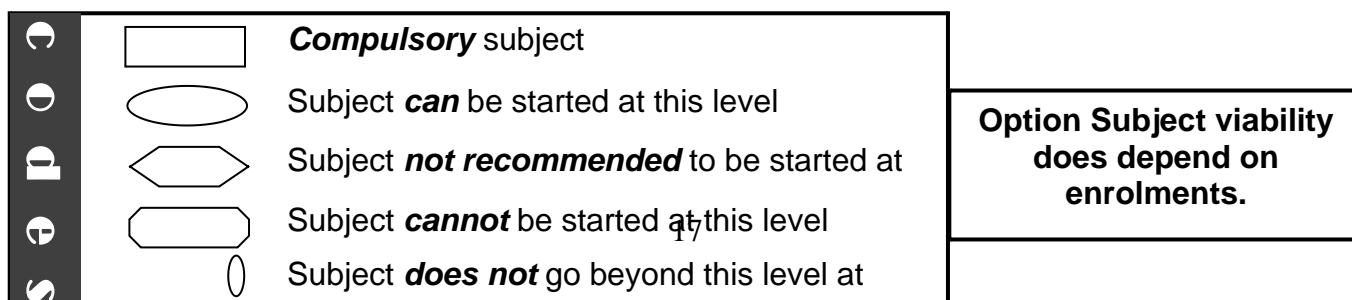 Codes
Compulsory subject
Subject can be started at this level
Subject not recommended to be started at
Subject cannot be started at this level
17
Subject does not go beyond this level at
Option Subject viability
does depend on
enrolments.